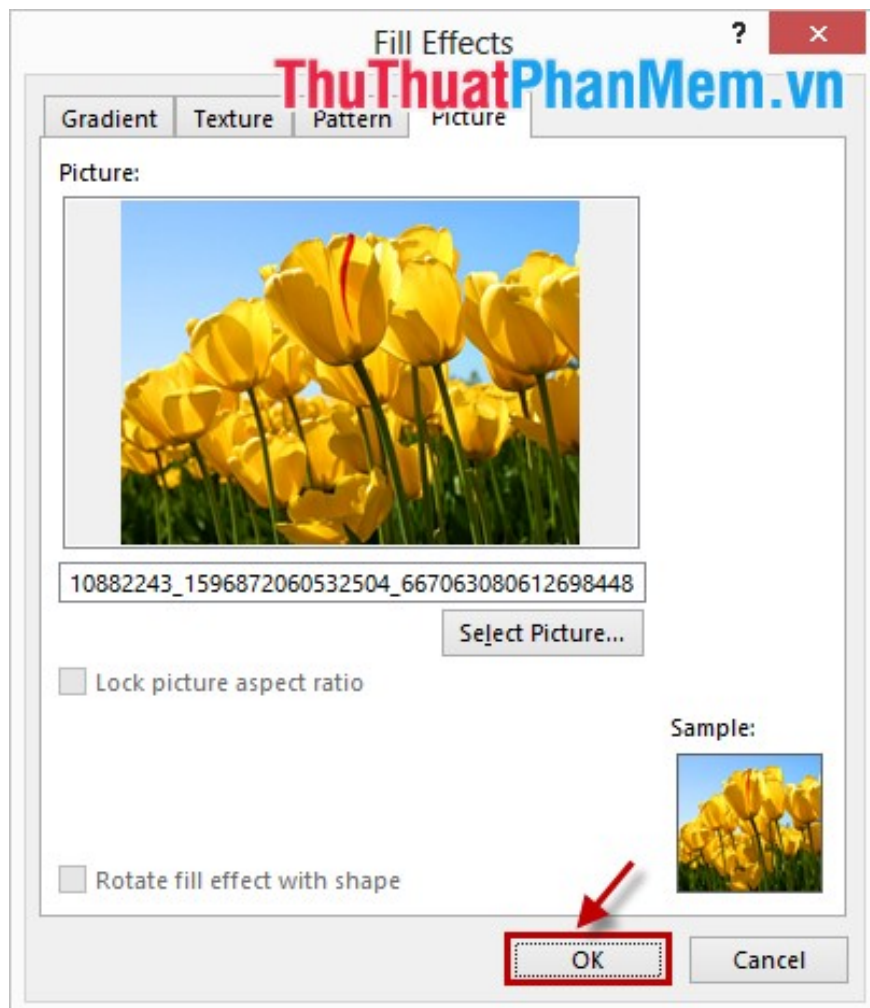 Fill Effects
?
ThuThuatPhanMem.vn
Gradient Texture Pattern Picture
Picture:
10882243_1596872060532504_667063080612698448
Select Picture...
Lock picture aspect ratio
Sample:
Rotate fill effect with shape
OK Cancel